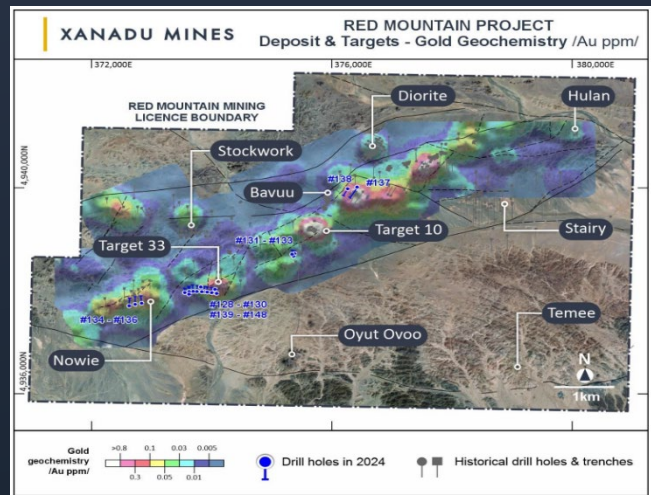 XANADU MINES
RED MOUNTAIN PROJECT
Deposit & Targets - Gold Geochemistry /Au ppm/
372,000E
376,000E
380,000E
RED MOUNTAIN MINING
LICENCE BOUNDARY
Diorite
Hulan
Stockwork
4,940,000N
Bavuu
#138
#137
Target 33
#131 - #133
Target 10
Stairy
#134 - #136
#128 - #130
#139 - #148
Nowie
Oyut Ovoo
Temee
4,936,000N
N
1km
Gold
geochemistry
/Au ppm/
>0.8 0.1 0.03 0.005
0.3 0.05 0.01
Drill holes in 2024
Historical drill holes & trenches